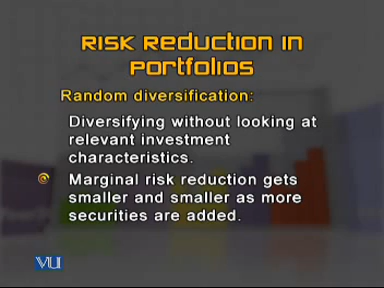 Risk Reduction in
Portfolios
Random diversification:
Diversifying without looking at
relevant investment
characteristics.
Marginal risk reduction gets
smaller and smaller as more
securities are added.
VU